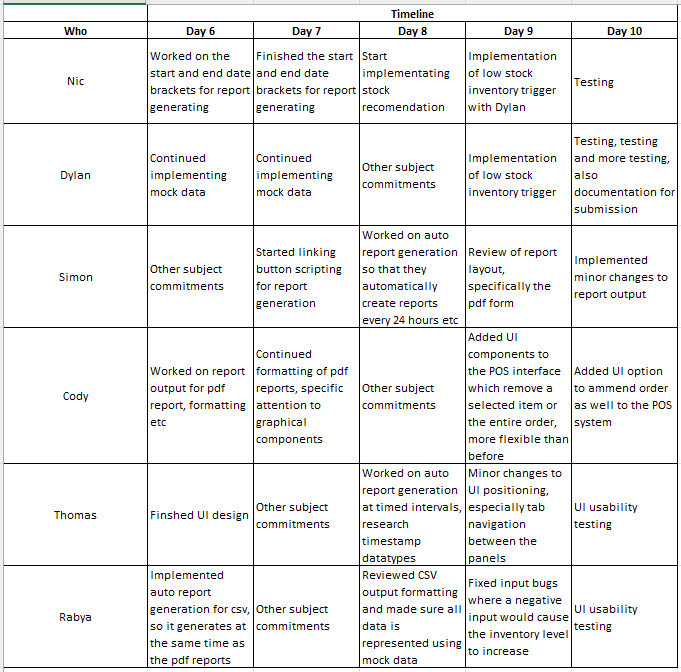 Timeline
Who Day 6 Day 7 Day 8 Day 9 Day 10
Nic
Worked on the
start and end date
brackets for report
generating
Finished the start
and end date
brackets for report
generating
Start
implementating
stock
recomendation
Implementation
of low stock
inventory trigger
with Dylan
Testing
Dylan
Continued
implementing
mock data
Continued
implementing
mock data
Other subject
commitments
Implementation
of low stock
inventory trigger
Testing, testing
and more testing,
also
documentation for
submission
Simon
Other subject
commitments
Started linking
button scripting
for report
generation
Worked on auto
report generation
so that they
automatically
create reports
every 24 hours etc
Review of report
layout,
specifically the
pdf form
Implemented
minor changes to
report output
Cody
Worked on report
output for pdf
report, formatting
etc
Continued
formatting of pdf
reports, specific
attention to
graphical
components
Other subject
commitments
Added UI
components to
the POS interface
which remove a
selected item or
the entire order,
more flexible than
before
Added UI option
to ammend order
as well to the POS
system
Thomas
Finshed UI design
Other subject
commitments
Worked on auto
report generation
at timed intervals,
research
timestamp
datatypes
Minor changes to
UI positioning,
especially tab
navigation
between the
panels
UI usability
testing
Rabya
Implemented
auto report
generation for csv,
so it generates at
the same time as
the pdf reports
Other subject
commitments
Reviewed CSV
output formatting
and made sure all
data is
represented using
mock data
Fixed input bugs
where a negative
input would cause
the inventory level
to increase
UI usability
testing